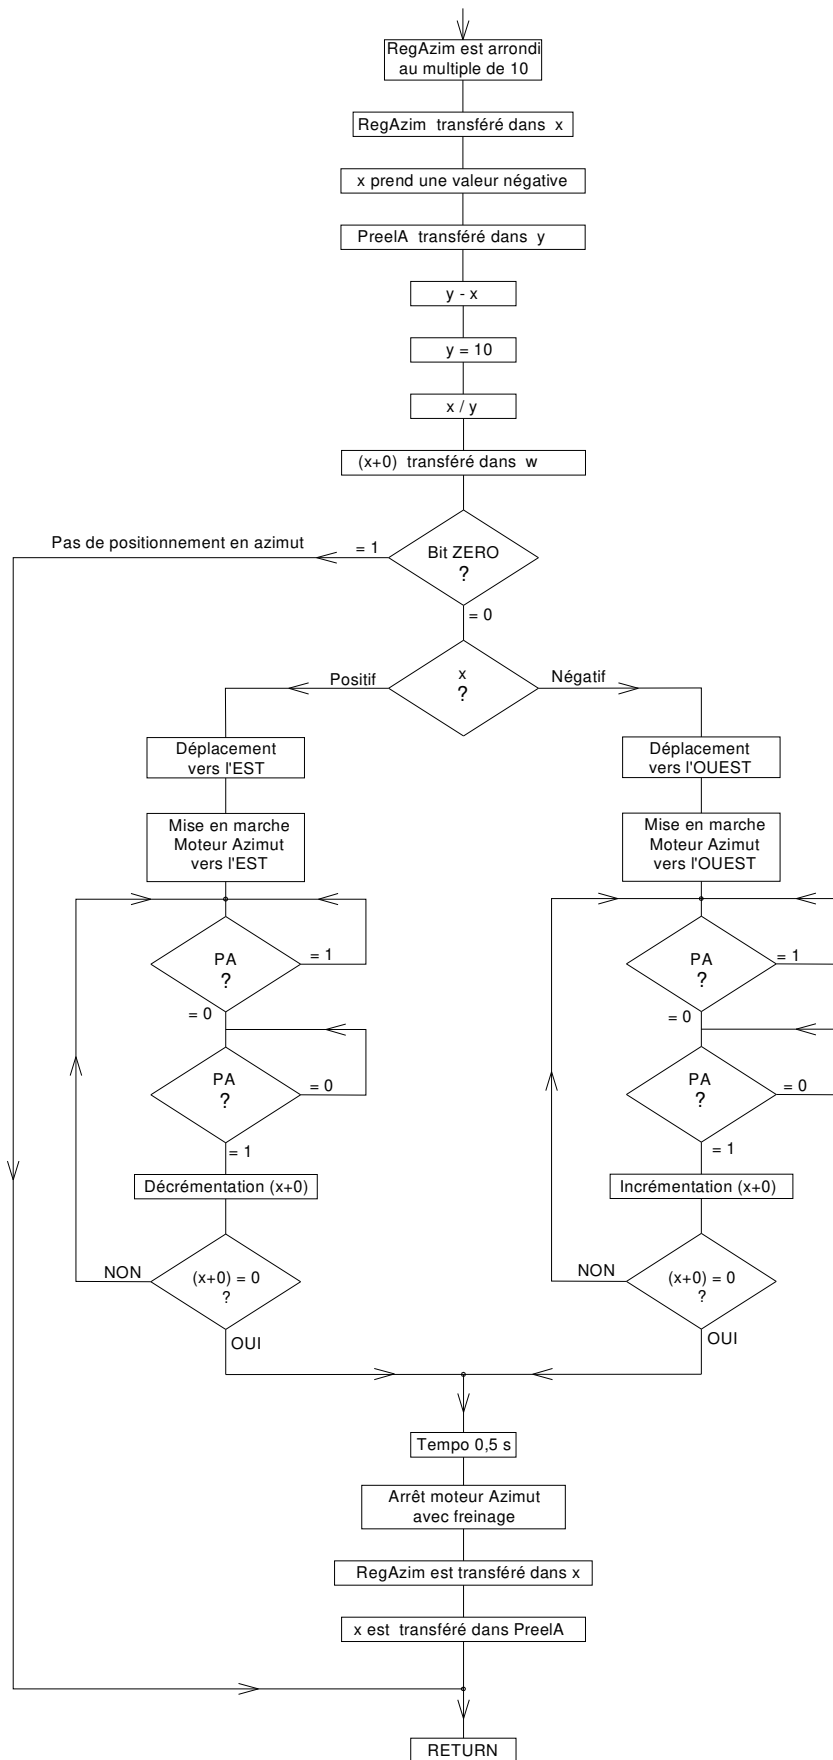 RegAzim est arrondi
au multiple de 10
RegAzim transféré dans x
x prend une valeur négative
PreelA transféré dans y
y - x
y = 10
x / y
(x+0) transféré dans w
Pas de positionnement en azimut
= 1
Bit ZERO
?
= 0
Positif
x
?
Négatif
Déplacement
vers l'EST
Déplacement
vers l'OUEST
Mise en marche
Moteur Azimut
vers l'EST
Mise en marche
Moteur Azimut
vers l'OUEST
PA
?
= 1
= 0
PA
?
= 1
= 0
PA
?
= 0
= 1
PA
?
= 0
= 1
Décrémentation (x+0)
Incrémentation (x+0)
NON
(x+0) = 0
?
OUI
NON
(x+0) = 0
?
OUI
Tempo 0,5 s
Arrêt moteur Azimut
avec freinage
RegAzim est transféré dans x
x est transféré dans PreelA
RETURN